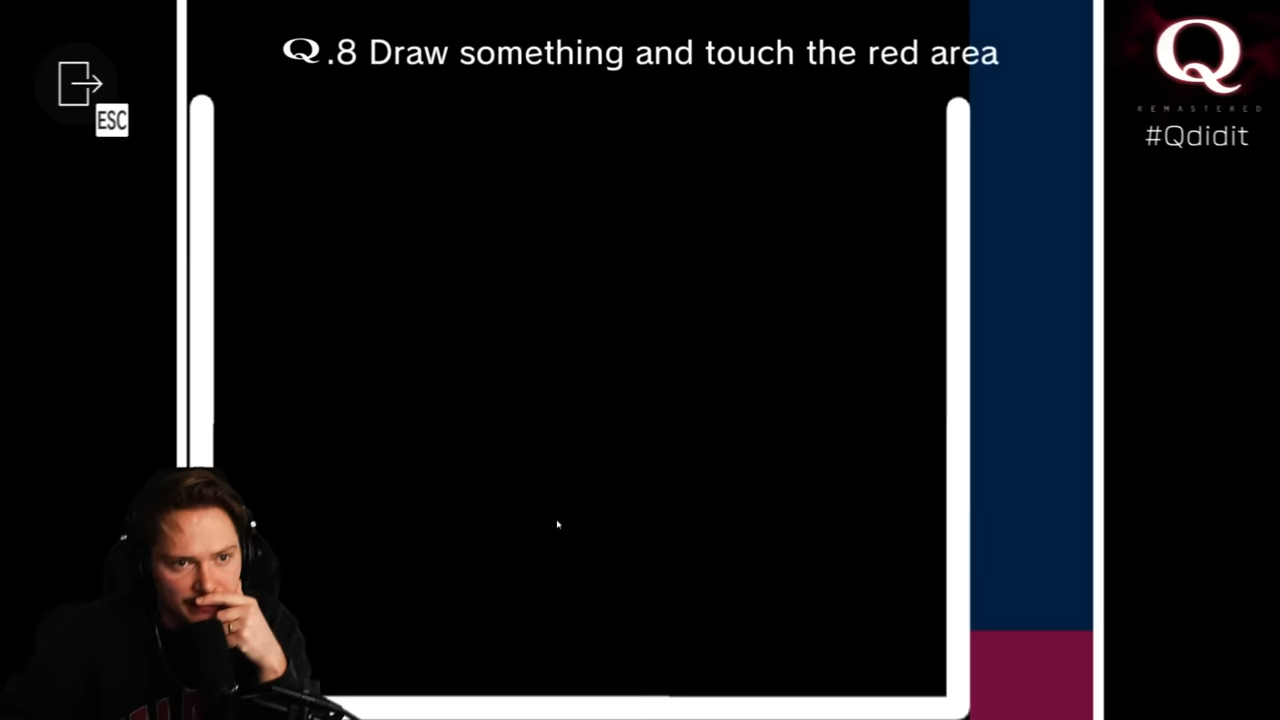 Q.8 Draw something and touch the red area
ESC
Q
REMASTERED
#Qdidit